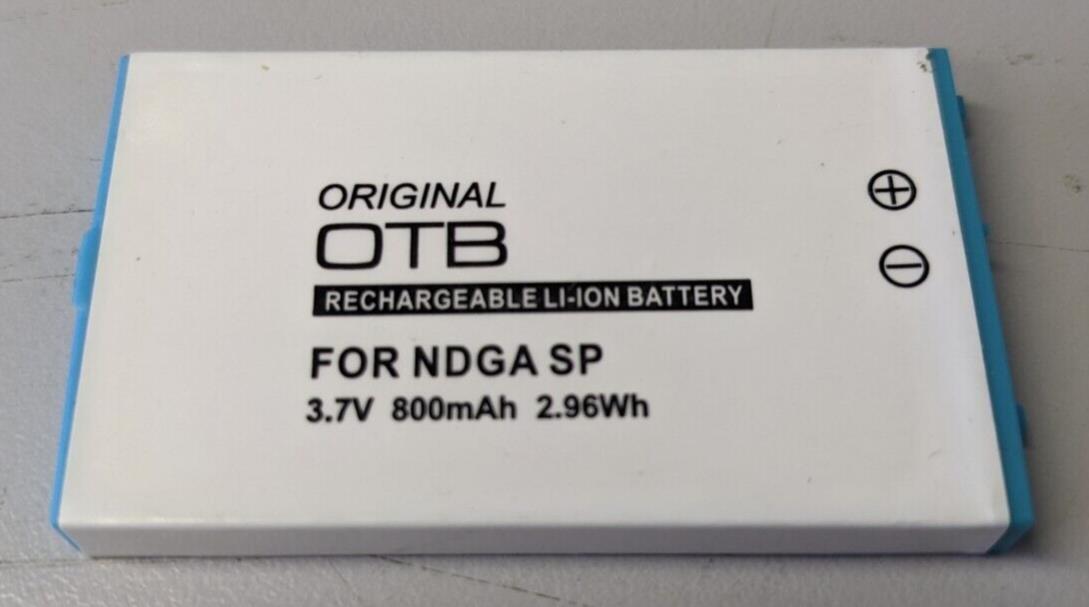 ORIGINAL
OTB
RECHARGEABLE LI-ION BATTERY
FOR NDGA SP
3.7V 800mAh 2.96Wh
+
−